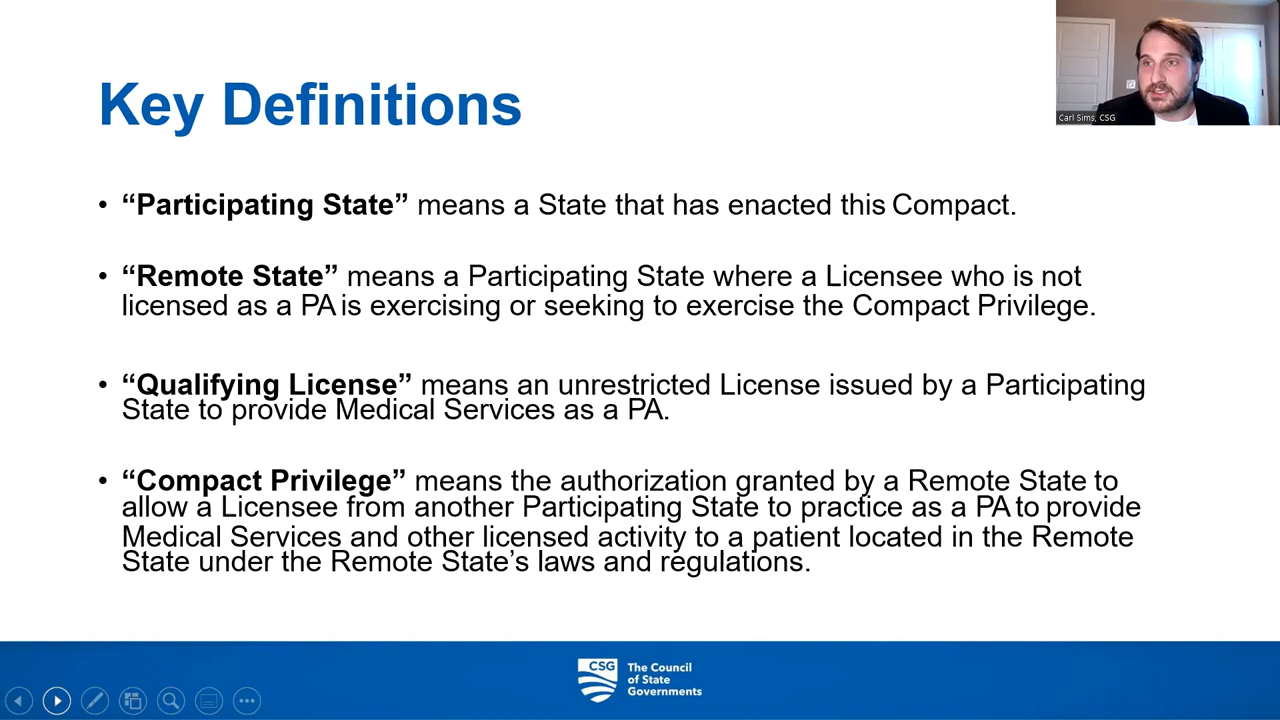 Key Definitions
Carl Sims, CSG
• “Participating State” means a State that has enacted this Compact.
• “Remote State” means a Participating State where a Licensee who is not
licensed as a PA is exercising or seeking to exercise the Compact Privilege.
• “Qualifying License” means an unrestricted License issued by a Participating
State to provide Medical Services as a PA.
• “Compact Privilege” means the authorization granted by a Remote State to
allow a Licensee from another Participating State to practice as a PA to provide
Medical Services and other licensed activity to a patient located in the Remote
State under the Remote State’s laws and regulations.
CSG
The Council
of State
Governments